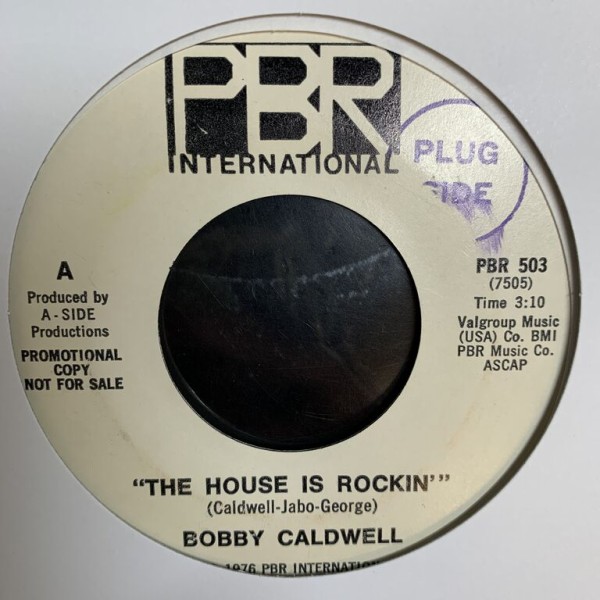 PBR
INTERNATIONAL
PLUG
SIDE
A
Produced by
A-SIDE
Productions
PROMOTIONAL
COPY
NOT FOR SALE
PBR 503
(7505)
Time 3:10
Valgroup Music
(USA) Co. BMI
PBR Music Co.
ASCAP
"THE HOUSE IS ROCKIN'"
(Caldwell-Jabo-George)
BOBBY CALDWELL
1976 PBR INTERNATIONAL